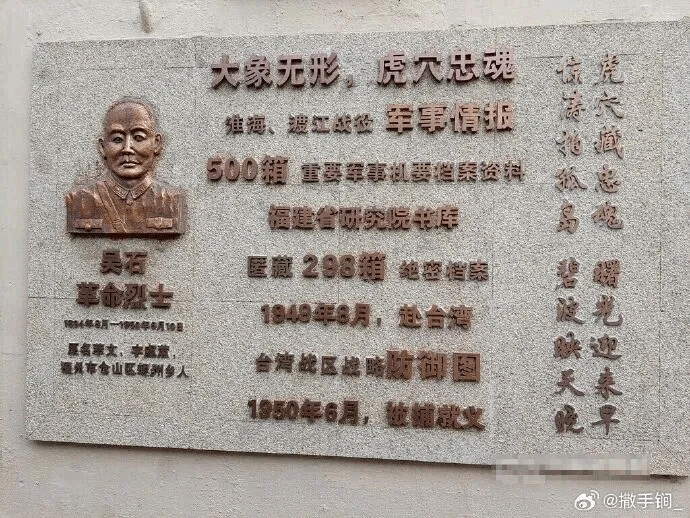 大象无形，虎穴忠魂
淮海、渡江战役 军事情报
500箱 重要军事机要档案资料
福建省研究院书库
匿藏 298箱 绝密档案
1949年8月，赴台湾
台湾战区战略防御图
1950年6月，被捕就义
吴石
革命烈士
1894年8月—1950年6月10日
原名萃文，字虞薰，
福州市仓山区螺洲乡人
惊涛拍孤岛 碧波映天晓
虎穴藏忠魂 曙光迎来早
@撒手锏_